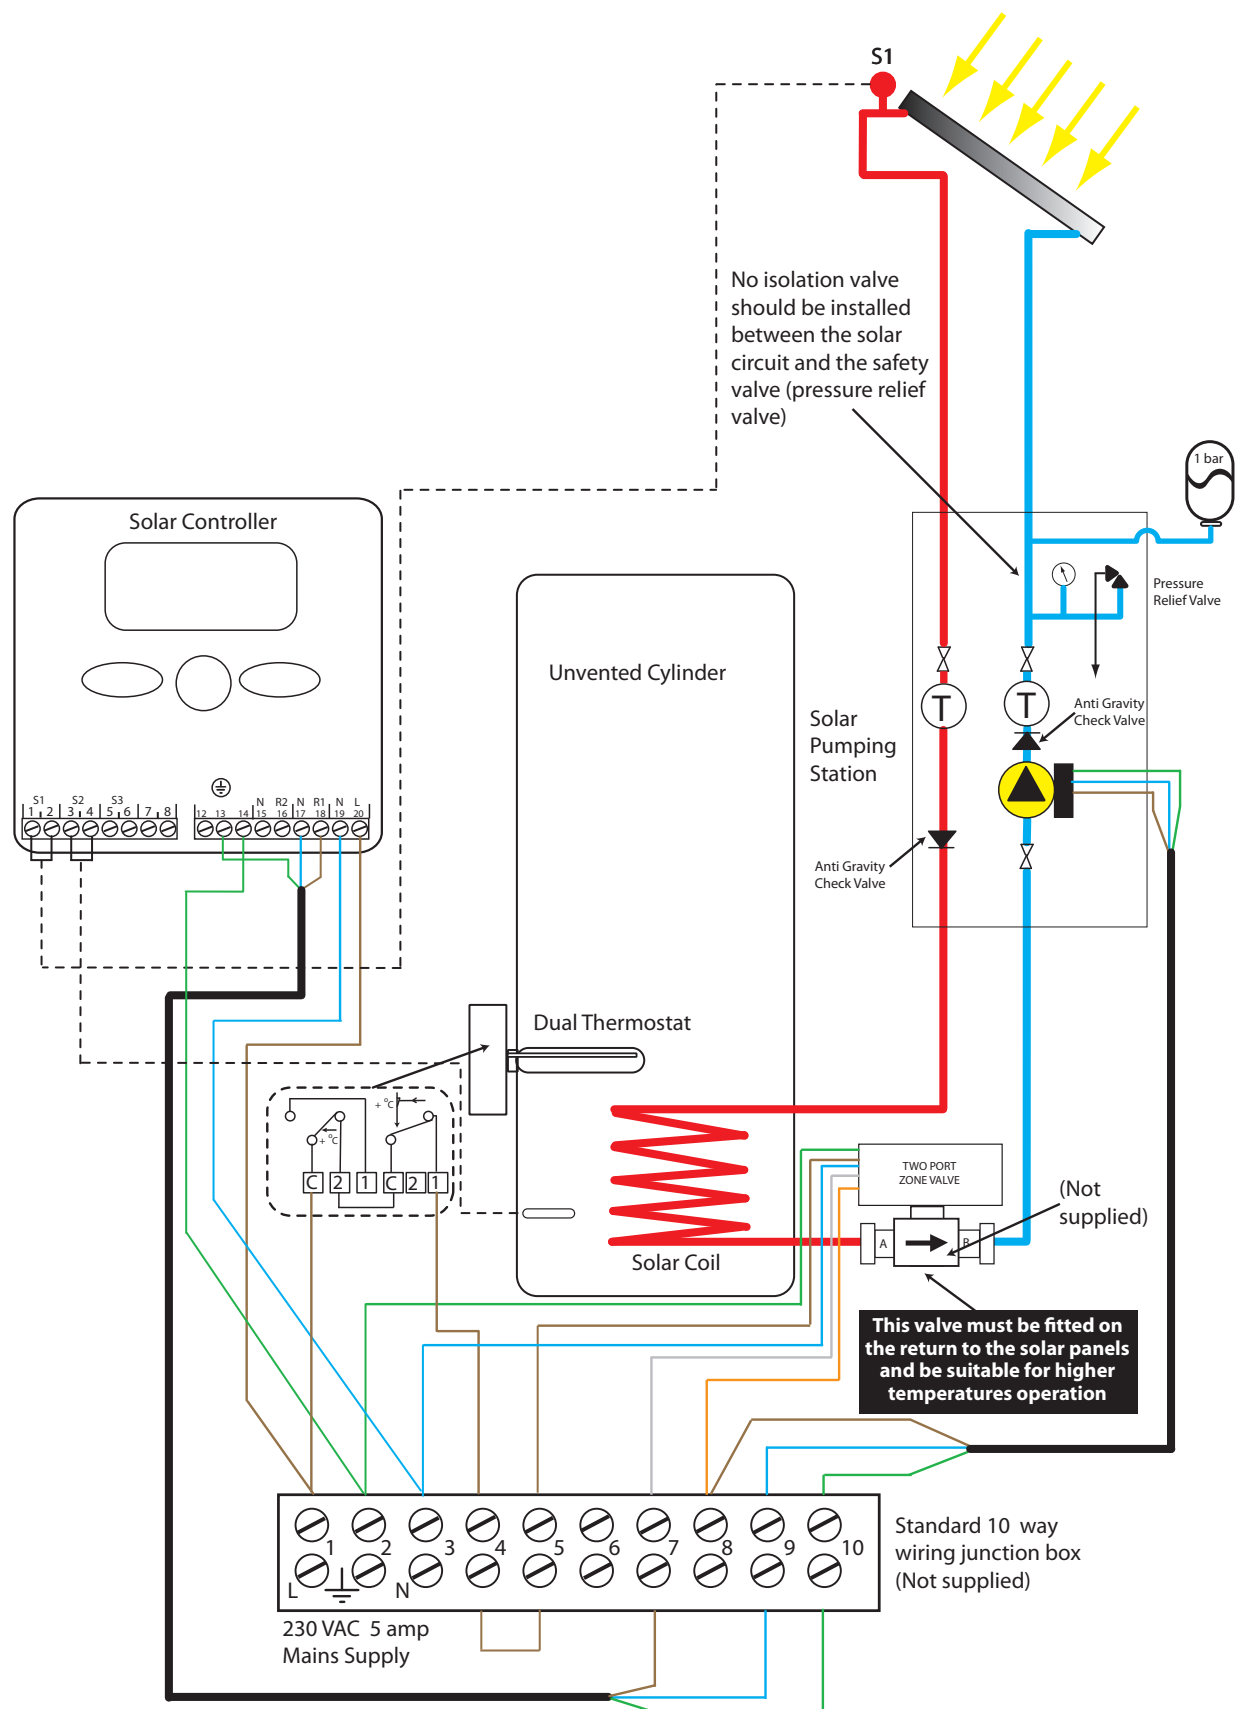 S1
No isolation valve
should be installed
between the solar
circuit and the safety
valve (pressure relief
valve)
1 bar
Solar Controller
Pressure
Relief Valve
Unvented Cylinder
Solar
Pumping
Station
T
T
Anti Gravity
Check Valve
S1 S2 S3
1 2 3 4 5 6 7 8
N R2 N R1 N L
12 13 14 15 16 17 18 19 20
Anti Gravity
Check Valve
Dual Thermostat
+ °C
+ °C
C 2 1 C 2 1
TWO PORT
ZONE VALVE
(Not
supplied)
A
B
Solar Coil
This valve must be fitted on
the return to the solar panels
and be suitable for higher
temperatures operation
1 2 3 4 5 6 7 8 9 10
L N
Standard 10 way
wiring junction box
(Not supplied)
230 VAC 5 amp
Mains Supply